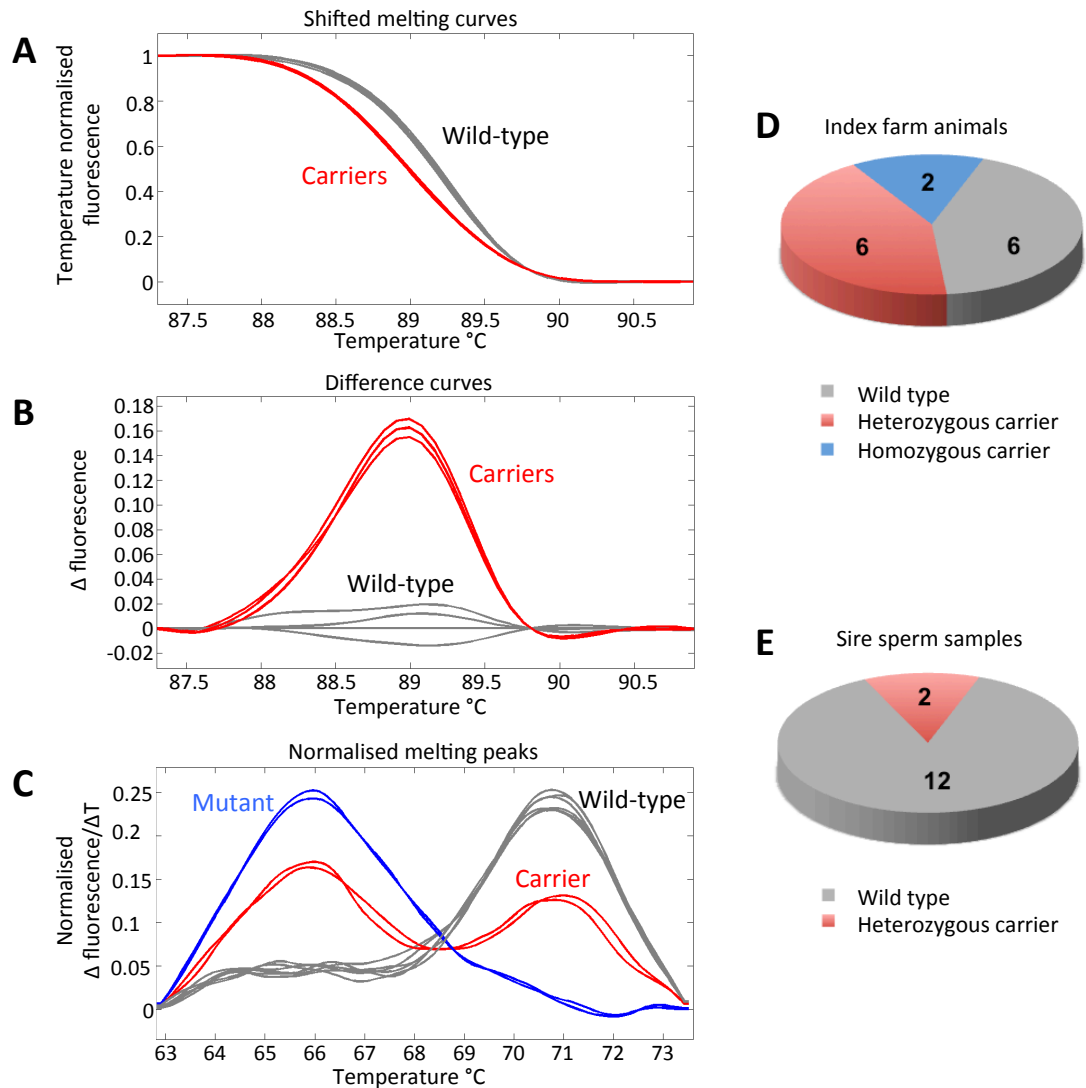 A
Shifted melting curves
Temperature normalised
fluorescence
1
0.8
0.6
0.4
0.2
0
Wild-type
Carriers
87.5 88 88.5 89 89.5 90 90.5
Temperature °C
B
Difference curves
Δ fluorescence
0.18
0.16
0.14
0.12
0.10
0.08
0.06
0.04
0.02
0
-0.02
Carriers
Wild-type
87.5 88 88.5 89 89.5 90 90.5
Temperature °C
C
Normalised melting peaks
Normalised
Δ fluorescence/ΔT
0.25
0.2
0.15
0.10
0.05
0
Mutant
Wild-type
Carrier
63 64 65 66 67 68 69 70 71 72 73
Temperature °C
D
Index farm animals
2
6
6
Wild type
Heterozygous carrier
Homozygous carrier
E
Sire sperm samples
2
12
Wild type
Heterozygous carrier